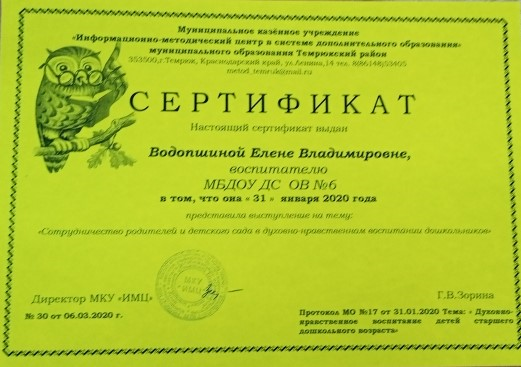 Муниципальное казённое учреждение
«Информационно-методический центр в системе дополнительного образования»
муниципального образования Темрюкский район
353500,г.Темрюк, Краснодарский край, ул.Ленина,14 тел. 8(86148)53405
metod_temruk@mail.ru
СЕРТИФИКАТ
Настоящий сертификат выдан
Водопшиной Елене Владимировне,
воспитателю
МБДОУ ДС ОВ №6
в том, что она « 31 » января 2020 года
представила выступление на тему:
«Сотрудничество родителей и детского сада в духовно-нравственном воспитании дошкольников»
МКУ
"ИМЦ"
Директор МКУ «ИМЦ»
Г.В.Зорина
№ 30 от 06.03.2020 г.
Протокол МО №17 от 31.01.2020 Тема: « Духовно-
нравственное воспитание детей старшего
дошкольного возраста»